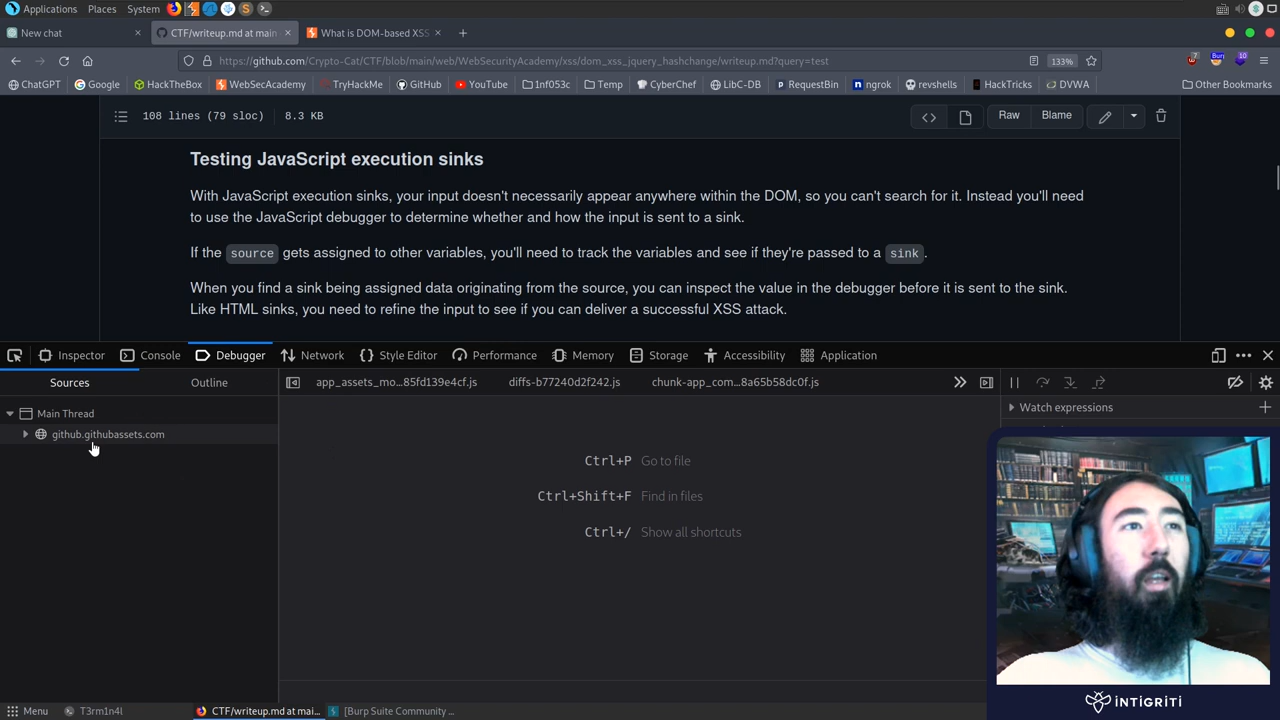 Applications Places System
New chat
CTF/writeup.md at main
What is DOM-based XSS
https://github.com/Crypto-Cat/CTF/blob/main/web/WebSecurityAcademy/xss/dom_xss_jquery_hashchange/writeup.md?query=test
133%
ChatGPT Google HackTheBox WebSecAcademy TryHackMe GitHub YouTube 1nf053c Temp CyberChef LibC-DB RequestBin ngrok revshells HackTricks DVWA Other Bookmarks
108 lines (79 sloc) 8.3 KB
Raw Blame
Testing JavaScript execution sinks
With JavaScript execution sinks, your input doesn't necessarily appear anywhere within the DOM, so you can't search for it. Instead you'll need
to use the JavaScript debugger to determine whether and how the input is sent to a sink.
If the source gets assigned to other variables, you'll need to track the variables and see if they're passed to a sink.
When you find a sink being assigned data originating from the source, you can inspect the value in the debugger before it is sent to the sink.
Like HTML sinks, you need to refine the input to see if you can deliver a successful XSS attack.
Inspector Console Debugger Network Style Editor Performance Memory Storage Accessibility Application
Sources Outline
app_assets_mo…85fd139e4cf.js diffs-b77240d2f242.js chunk-app_com…8a65b58dc0f.js
Main Thread
Watch expressions
github.githubassets.com
Ctrl+P Go to file
Ctrl+Shift+F Find in files
Ctrl+/ Show all shortcuts
INTIGRITI
Menu T3rm1n4l CTF/writeup.md at mai… [Burp Suite Community …